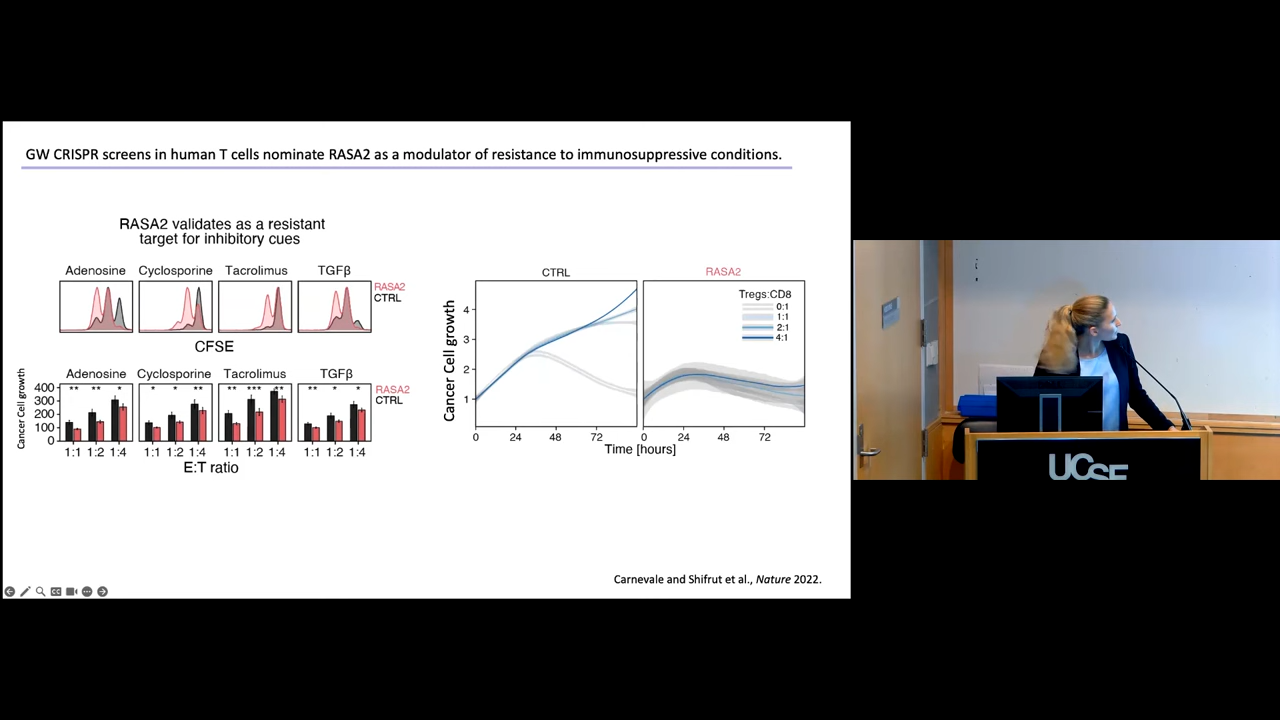 GW CRISPR screens in human T cells nominate RASA2 as a modulator of resistance to immunosuppressive conditions.
RASA2 validates as a resistant
target for inhibitory cues
Adenosine Cyclosporine Tacrolimus TGFβ
RASA2
CTRL
CFSE
Adenosine Cyclosporine Tacrolimus TGFβ
RASA2
CTRL
** ** * * * ** ** *** ** ** * *
Cancer Cell growth
400
300
200
100
0
1:1 1:2 1:4 1:1 1:2 1:4 1:1 1:2 1:4 1:1 1:2 1:4
E:T ratio
CTRL
RASA2
Tregs:CD8
0:1
1:1
2:1
4:1
Cancer Cell growth
4
3
2
1
0 24 48 72 0 24 48 72
Time [hours]
Carnevale and Shifrut et al., Nature 2022.
UCSF